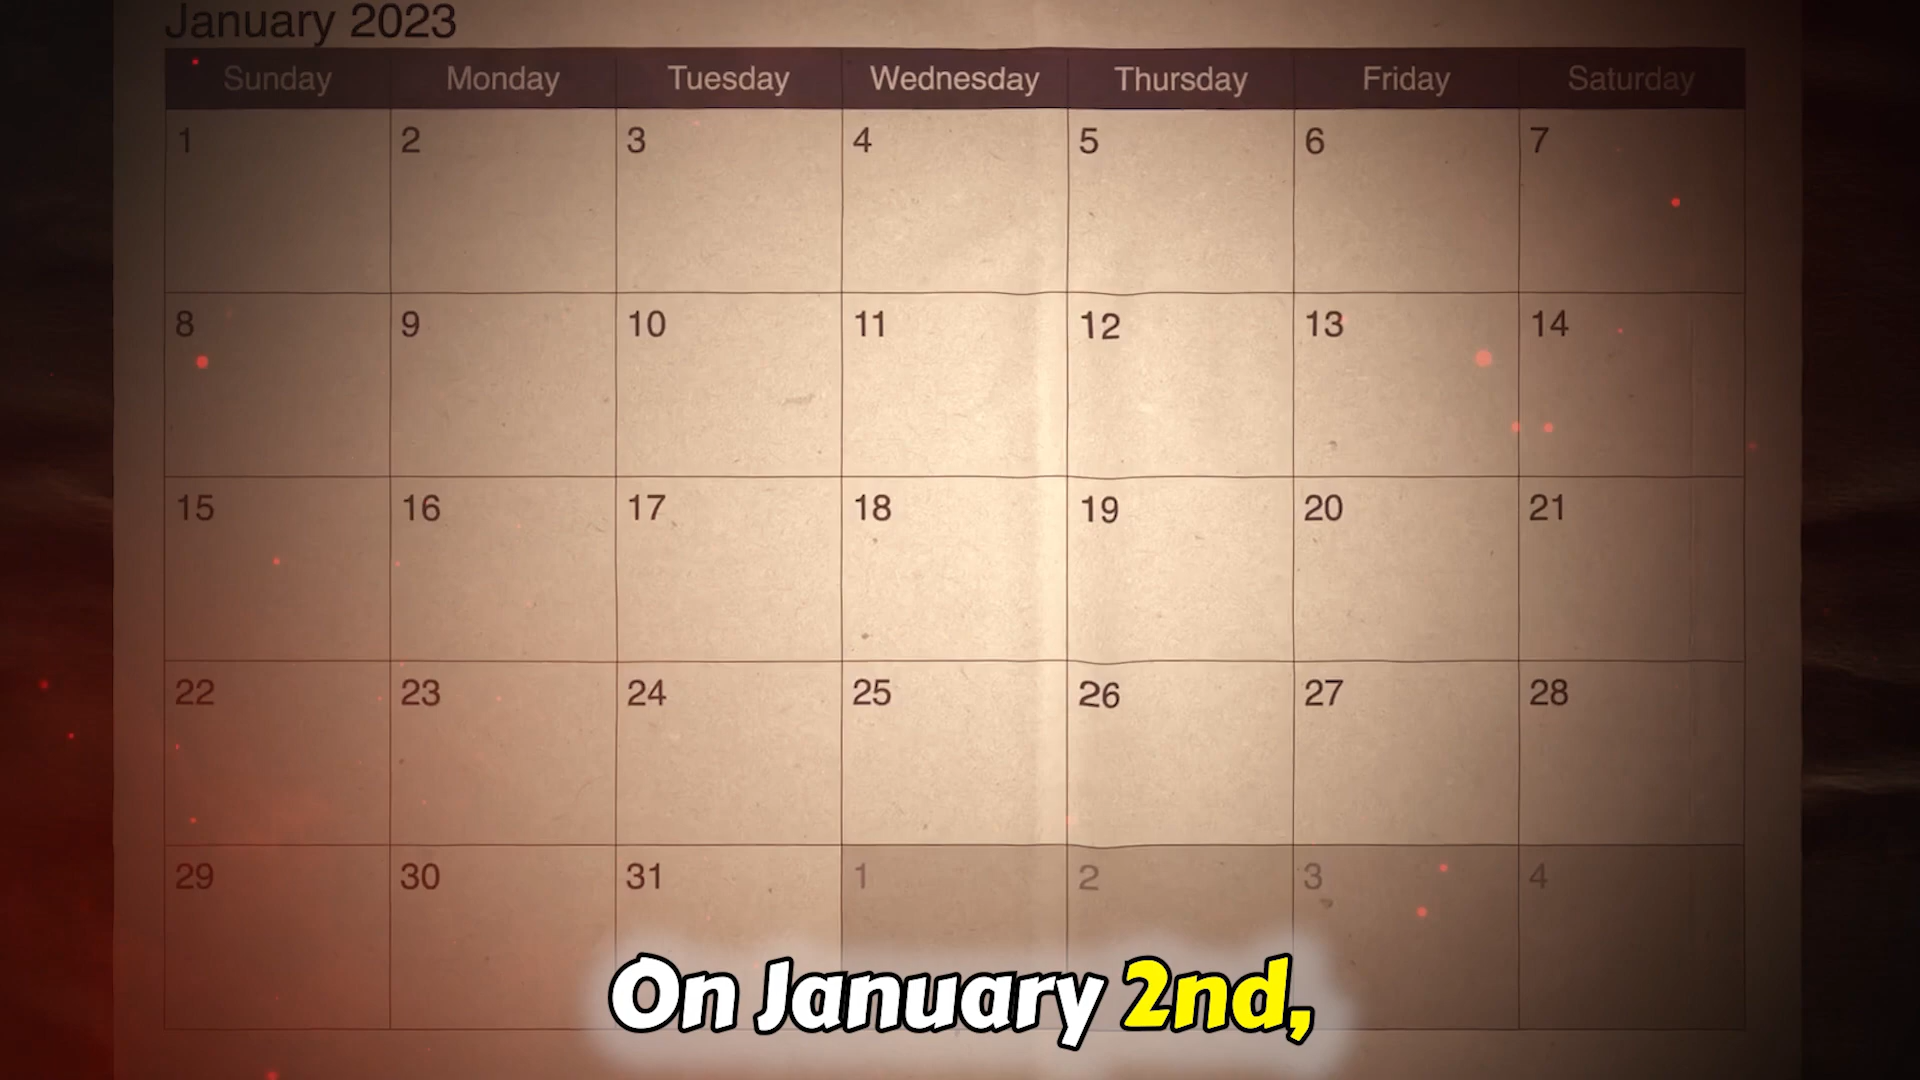 January 2023
Sunday Monday Tuesday Wednesday Thursday Friday Saturday
1 2 3 4 5 6 7
8 9 10 11 12 13 14
15 16 17 18 19 20 21
22 23 24 25 26 27 28
29 30 31 1 2 3 4
On January 2nd,